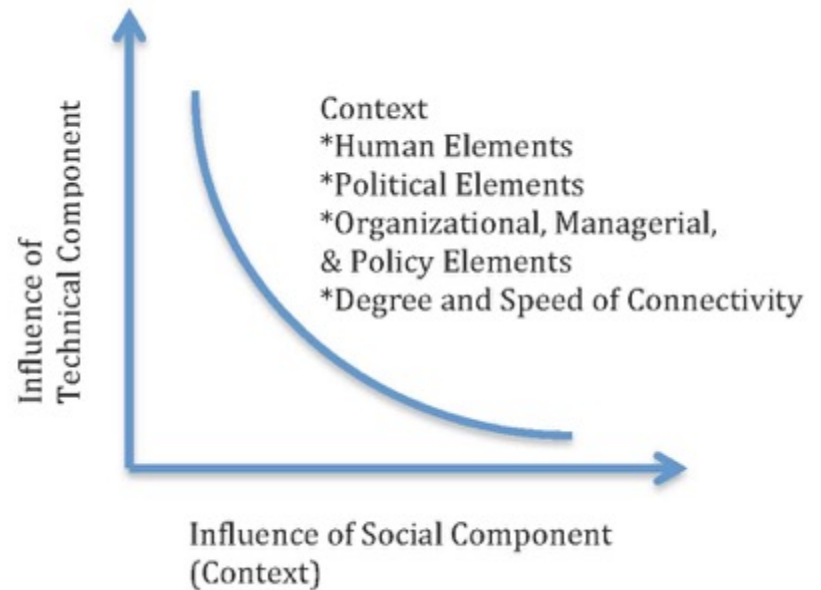 Influence of
Technical Component
Context
*Human Elements
*Political Elements
*Organizational, Managerial,
& Policy Elements
*Degree and Speed of Connectivity
Influence of Social Component
(Context)